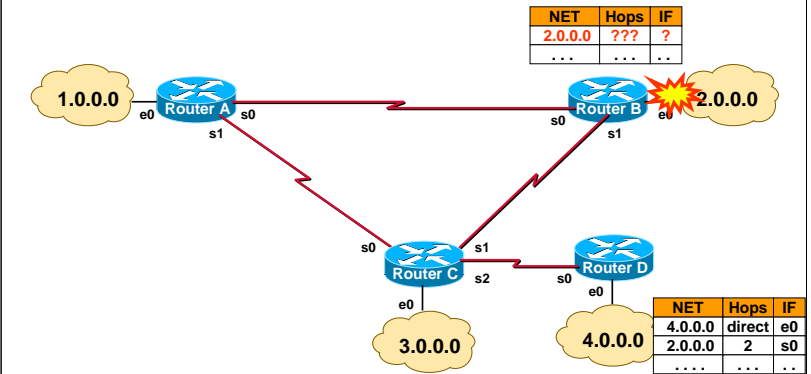 NET Hops IF
2.0.0.0 ??? ?
. . . . . . . .
1.0.0.0 e0 Router A s0 s0 Router B e0 2.0.0.0
s1 s1
s0 s1
Router C s2 s0 Router D
e0 e0
3.0.0.0 4.0.0.0
NET Hops IF
4.0.0.0 direct e0
2.0.0.0 2 s0
. . . . . . . . .